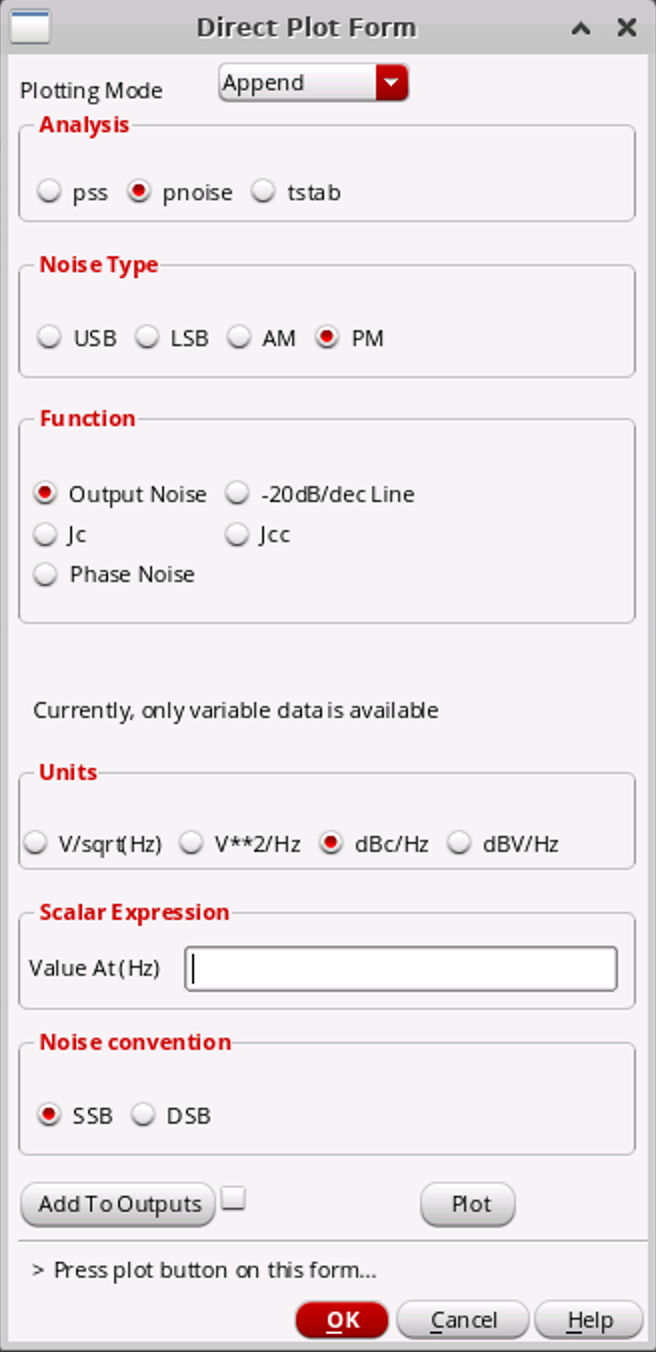 Direct Plot Form
Plotting Mode Append
Analysis
pss pnoise tstab
Noise Type
USB LSB AM PM
Function
Output Noise -20dB/dec Line
Jc Jcc
Phase Noise
Currently, only variable data is available
Units
V/sqrt(Hz) V**2/Hz dBc/Hz dBV/Hz
Scalar Expression
Value At (Hz)
Noise convention
SSB DSB
Add To Outputs Plot
> Press plot button on this form...
OK Cancel Help